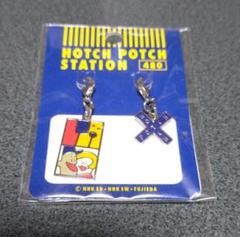 HOTCH POTCH
STATION 480
© NHK ED・NHK SW・FUJIEDA